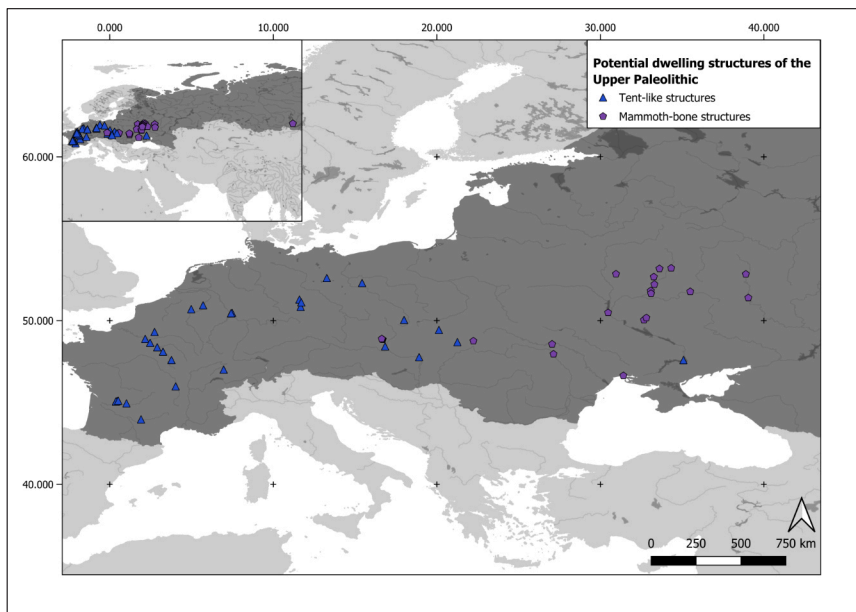 0.000 10.000 20.000 30.000 40.000
Potential dwelling structures of the
Upper Paleolithic
Tent-like structures
Mammoth-bone structures
60.000
50.000
40.000
0 250 500 750 km